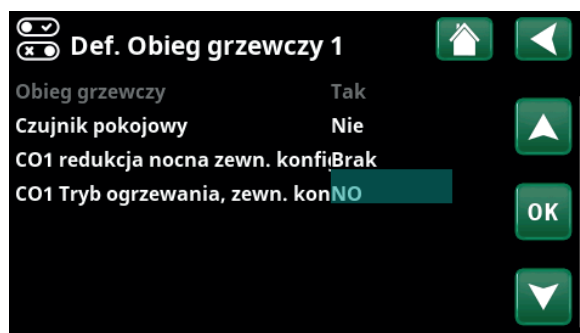 Def. Obieg grzewczy 1
Obieg grzewczy Tak
Czujnik pokojowy Nie
CO1 redukcja nocna zewn. konfi Brak
CO1 Tryb ogrzewania, zewn. kon NO
OK